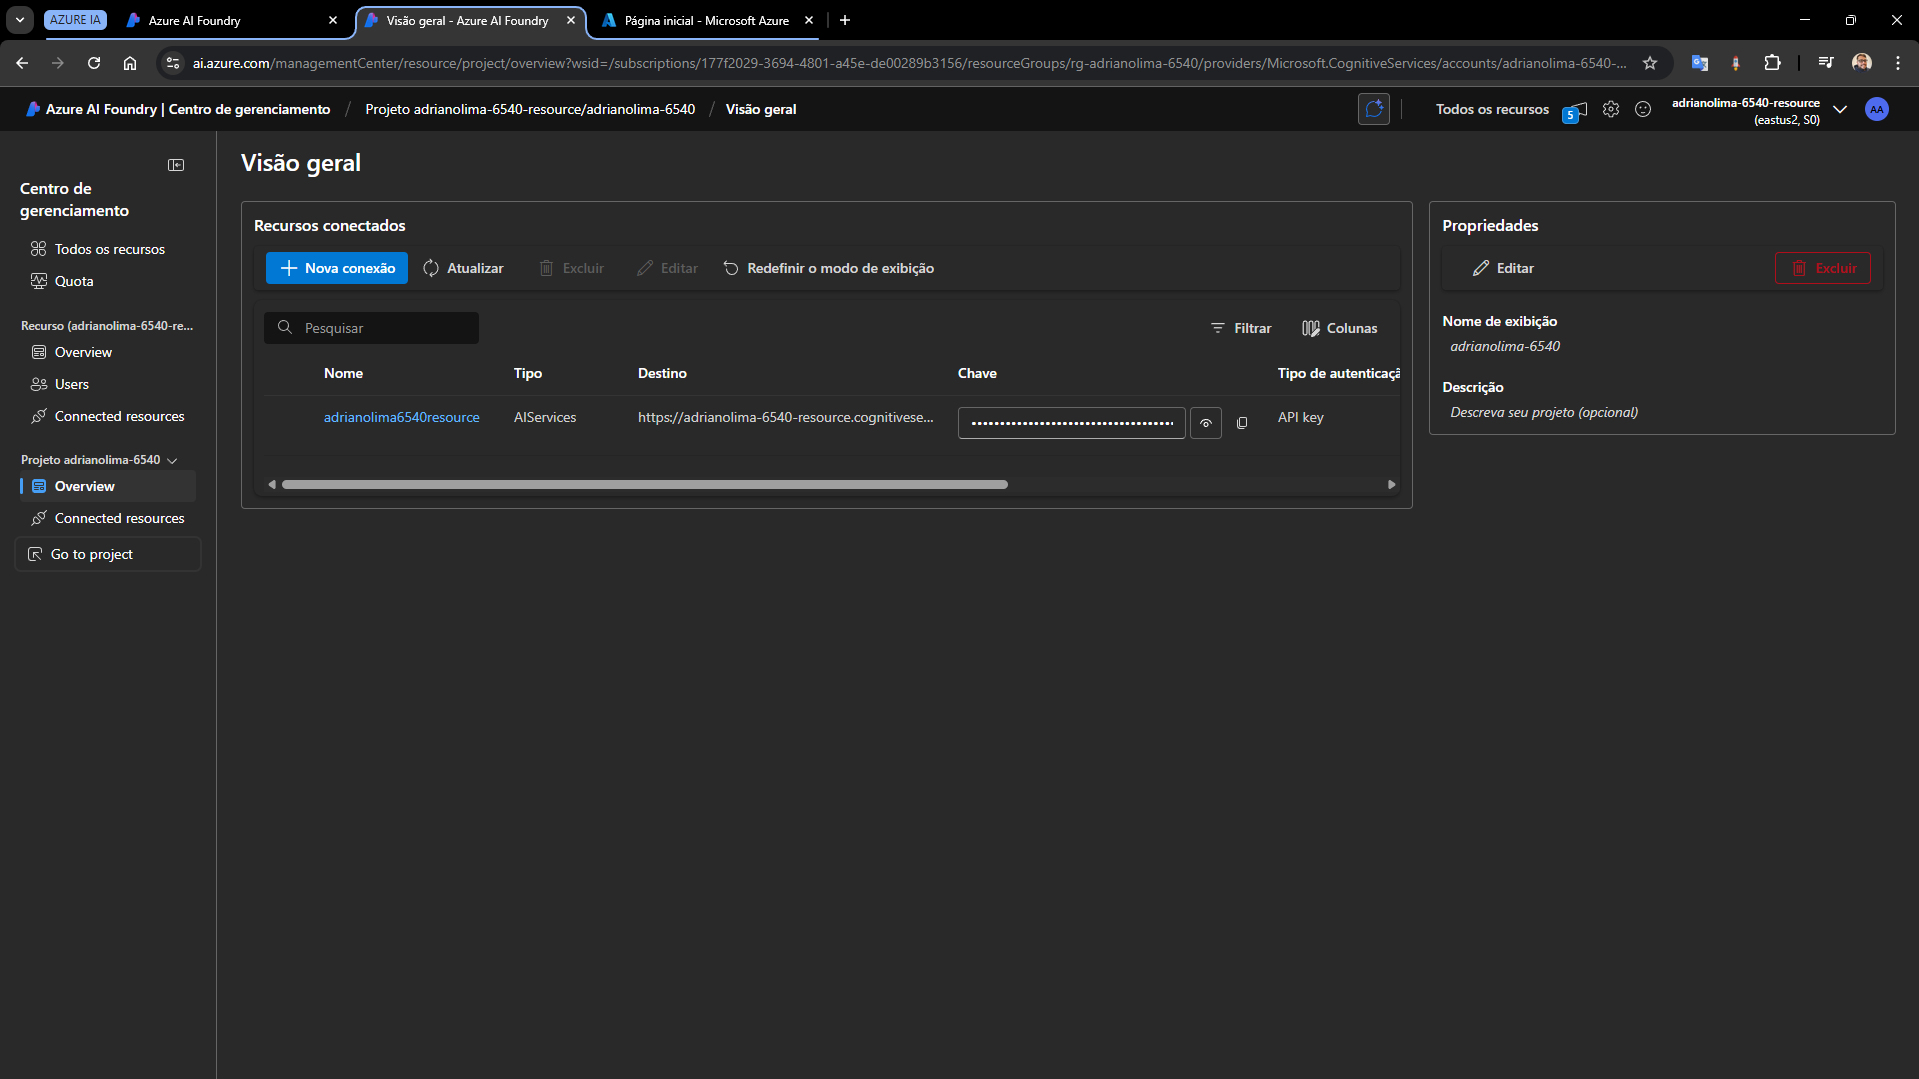 AZURE IA
Azure AI Foundry
Visão geral - Azure AI Foundry
Página inicial - Microsoft Azure
ai.azure.com/managementCenter/resource/project/overview?wsid=/subscriptions/177f2029-3694-4801-a45e-de00289b3156/resourceGroups/rg-adrianolima-6540/providers/Microsoft.CognitiveServices/accounts/adrianolima-6540-...
Azure AI Foundry | Centro de gerenciamento / Projeto adrianolima-6540-resource/adrianolima-6540 / Visão geral
Todos os recursos
5
adrianolima-6540-resource
(eastus2, S0)
AA
Centro de
gerenciamento
Todos os recursos
Quota
Recurso (adrianolima-6540-re...
Overview
Users
Connected resources
Projeto adrianolima-6540
Overview
Connected resources
Go to project
Visão geral
Recursos conectados
Nova conexão
Atualizar
Excluir
Editar
Redefinir o modo de exibição
Pesquisar
Filtrar
Colunas
Nome
Tipo
Destino
Chave
Tipo de autenticaçã
adrianolima6540resource
AIServices
https://adrianolima-6540-resource.cognitivese...
••••••••••••••••••••••••••••••••••••
API key
Propriedades
Editar
Excluir
Nome de exibição
adrianolima-6540
Descrição
Descreva seu projeto (opcional)